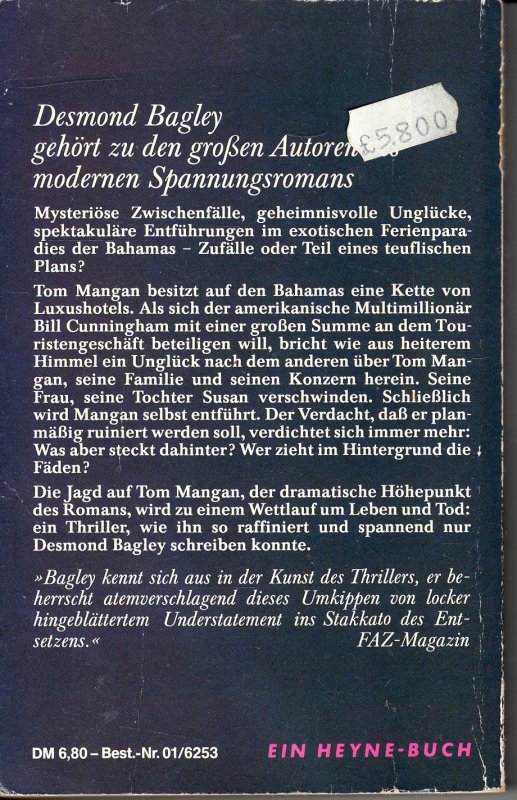 Desmond Bagley
gehört zu den großen Autoren
£5.800
modernen Spannungsromans
Mysteriöse Zwischenfälle, geheimnisvolle Unglücke,
spektakuläre Entführungen im exotischen Ferienpara-
dies der Bahamas – Zufälle oder Teil eines teuflischen
Plans?
Tom Mangan besitzt auf den Bahamas eine Kette von
Luxushotels. Als sich der amerikanische Multimillionär
Bill Cunningham mit einer großen Summe an dem Tou-
ristengeschäft beteiligen will, bricht wie aus heiterem
Himmel ein Unglück nach dem anderen über Tom Man-
gan, seine Familie und seinen Konzern herein. Seine
Frau, seine Tochter Susan verschwinden. Schließlich
wird Mangan selbst entführt. Der Verdacht, daß er plan-
mäßig ruiniert werden soll, verdichtet sich immer mehr:
Was aber steckt dahinter? Wer zieht im Hintergrund die
Fäden?
Die Jagd auf Tom Mangan, der dramatische Höhepunkt
des Romans, wird zu einem Wettlauf um Leben und Tod:
ein Thriller, wie ihn so raffiniert und spannend nur
Desmond Bagley schreiben konnte.
»Bagley kennt sich aus in der Kunst des Thrillers, er be-
herrscht atemverschlagend dieses Umkippen von locker
hingeblättertem Understatement ins Stakkato des Ent-
setzens.« FAZ-Magazin
DM 6,80 – Best.-Nr. 01/6253 EIN HEYNE-BUCH